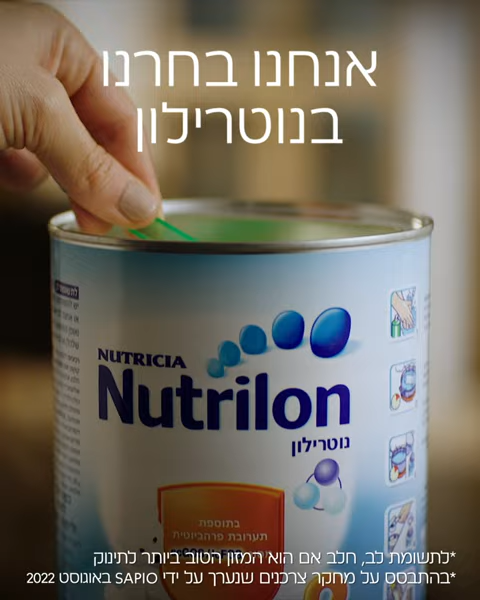 אנחנו בחרנו
בנוטרילון
NUTRICIA
Nutrilon
נוטרילון
בתוספת
תערובת פרהביוטית
*לתשומת לב, חלב אם הוא המזון הטוב ביותר לתינוק
*בהתבסס על מחקר צרכנים שנערך על ידי SAPIO באוגוסט 2022